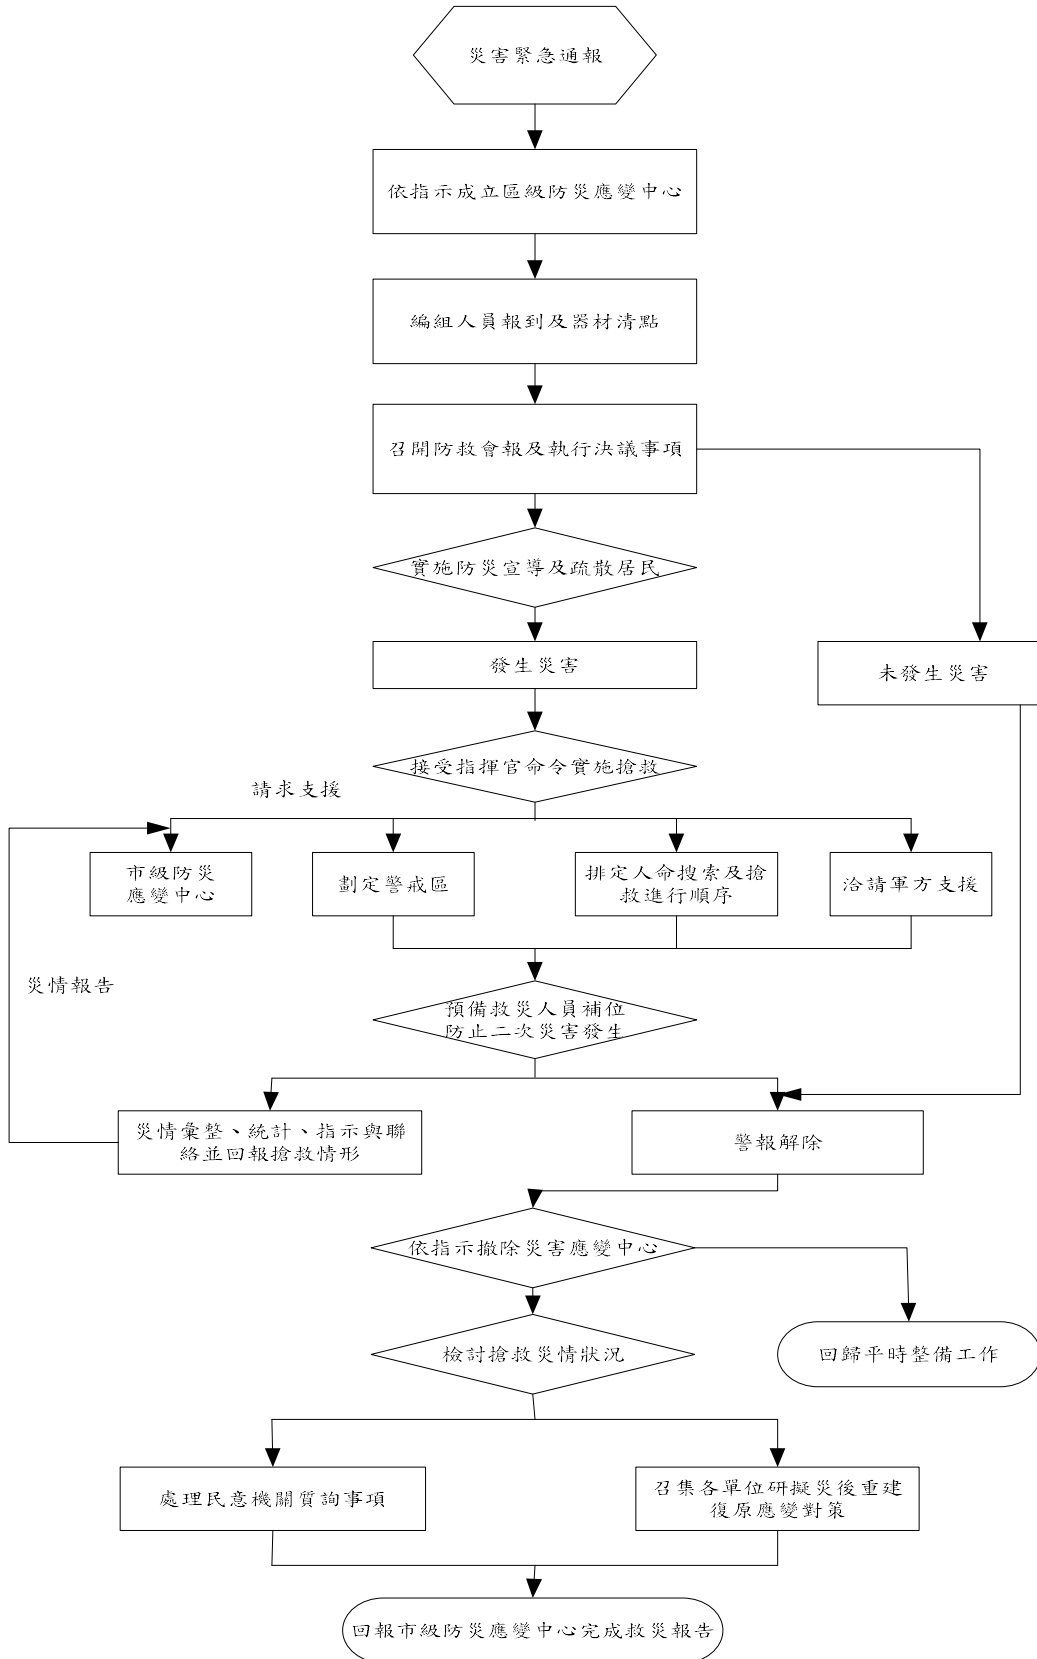 災害緊急通報
依指示成立區級防災應變中心
編組人員報到及器材清點
召開防救會報及執行決議事項
實施防災宣導及疏散居民
發生災害
未發生災害
接受指揮官命令實施搶救
請求支援
市級防災
應變中心
劃定警戒區
排定人命搜索及搶
救進行順序
洽請軍方支援
災情報告
預備救災人員補位
防止二次災害發生
災情彙整、統計、指示與聯
絡並回報搶救情形
警報解除
依指示撤除災害應變中心
檢討搶救災情狀況
回歸平時整備工作
處理民意機關質詢事項
召集各單位研擬災後重建
復原應變對策
回報市級防災應變中心完成救災報告